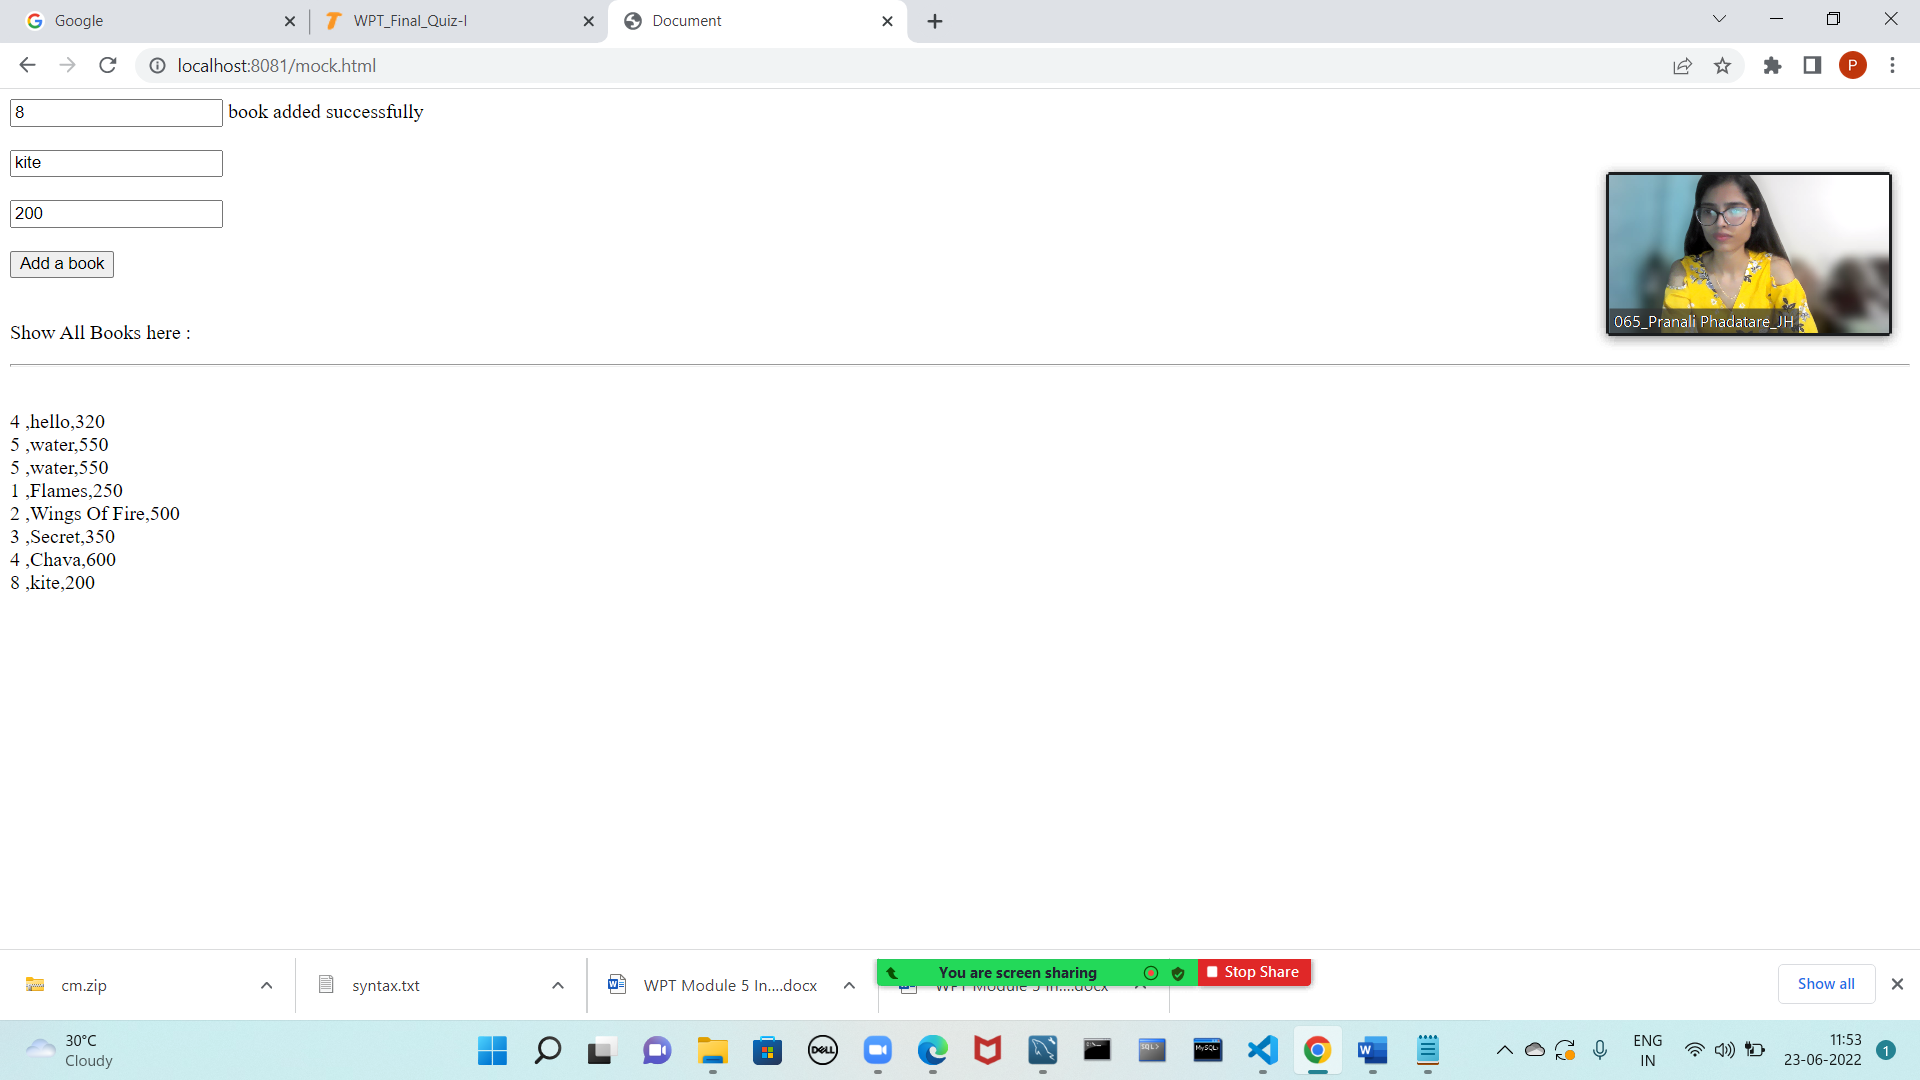 Google
WPT_Final_Quiz-I
Document
localhost:8081/mock.html
P
8
book added successfully
kite
200
Add a book
065_Pranali Phadatare_JH
Show All Books here :
4 ,hello,320
5 ,water,550
5 ,water,550
1 ,Flames,250
2 ,Wings Of Fire,500
3 ,Secret,350
4 ,Chava,600
8 ,kite,200
You are screen sharing
Stop Share
cm.zip
syntax.txt
WPT Module 5 In....docx
WPT Module 5 In....docx
Show all
30°C
Cloudy
DELL
SQL>
MySQL
ENG
IN
11:53
23-06-2022
1